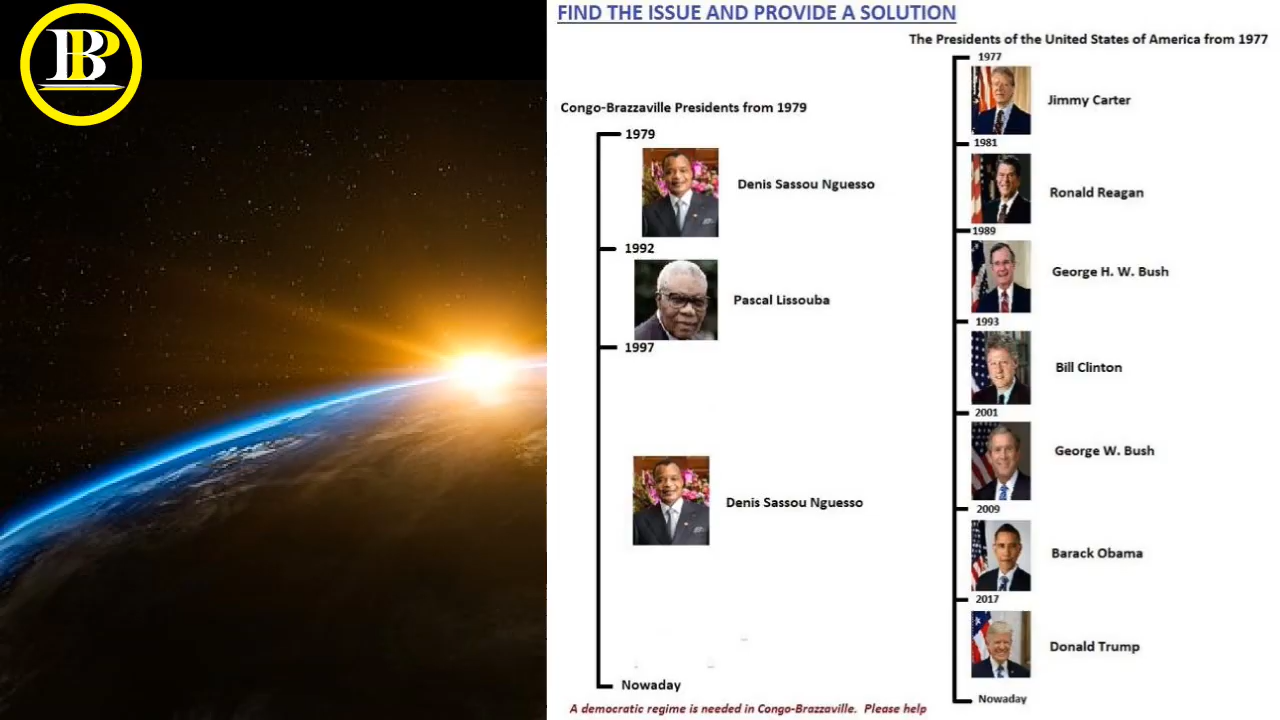 BP
FIND THE ISSUE AND PROVIDE A SOLUTION
The Presidents of the United States of America from 1977
1977
Jimmy Carter
1981
Ronald Reagan
1989
George H. W. Bush
1993
Bill Clinton
2001
George W. Bush
2009
Barack Obama
2017
Donald Trump
Nowaday
Congo-Brazzaville Presidents from 1979
1979
Denis Sassou Nguesso
1992
Pascal Lissouba
1997
Denis Sassou Nguesso
Nowaday
A democratic regime is needed in Congo-Brazzaville. Please help